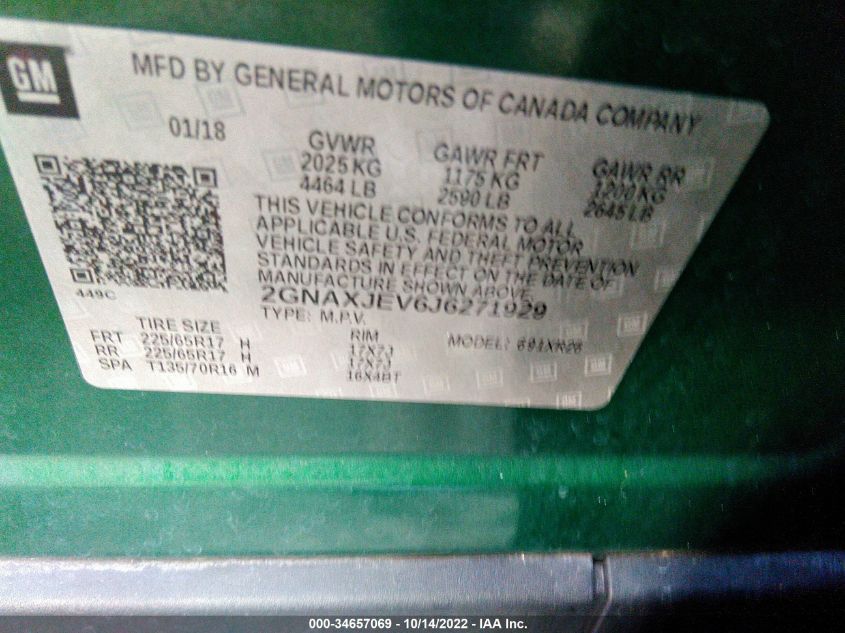 GM
MFD BY GENERAL MOTORS OF CANADA COMPANY
01/18
GVWR
2025 KG
4464 LB
GAWR FRT
1175 KG
2590 LB
GAWR RR
1200 KG
2645 LB
THIS VEHICLE CONFORMS TO ALL
APPLICABLE U.S. FEDERAL MOTOR
VEHICLE SAFETY AND THEFT PREVENTION
STANDARDS IN EFFECT ON THE DATE OF
MANUFACTURE SHOWN ABOVE.
449C
2GNAXJEV6J6271929
TYPE: M.P.V.
MODEL:
TIRE SIZE
RIM
FRT 225/65R17 H 17X7J
RR 225/65R17 H 17X7J
SPA T135/70R16 M 16X4BT
000-34657069 - 10/14/2022 - IAA Inc.